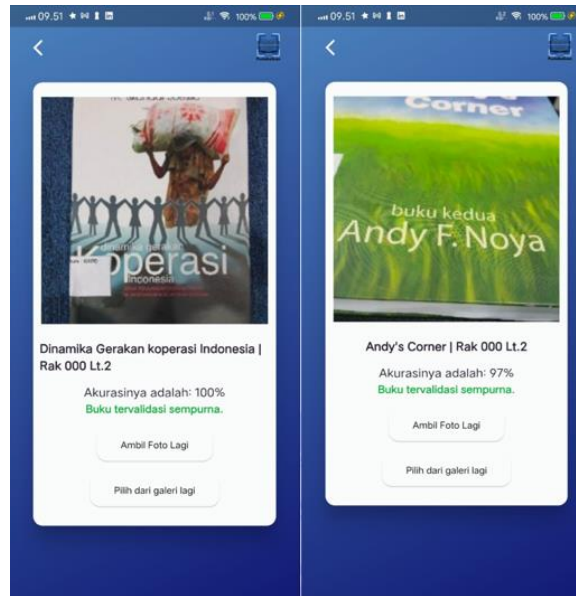 09.51
100%
Koperasi
Indonesia
Dinamika Gerakan koperasi Indonesia |
Rak 000 Lt.2
Akurasinya adalah: 100%
Buku tervalidasi sempurna.
Ambil Foto Lagi
Pilih dari galeri lagi
09.51
100%
Corner
buku kedua
Andy F. Noya
Andy's Corner | Rak 000 Lt.2
Akurasinya adalah: 97%
Buku tervalidasi sempurna.
Ambil Foto Lagi
Pilih dari galeri lagi